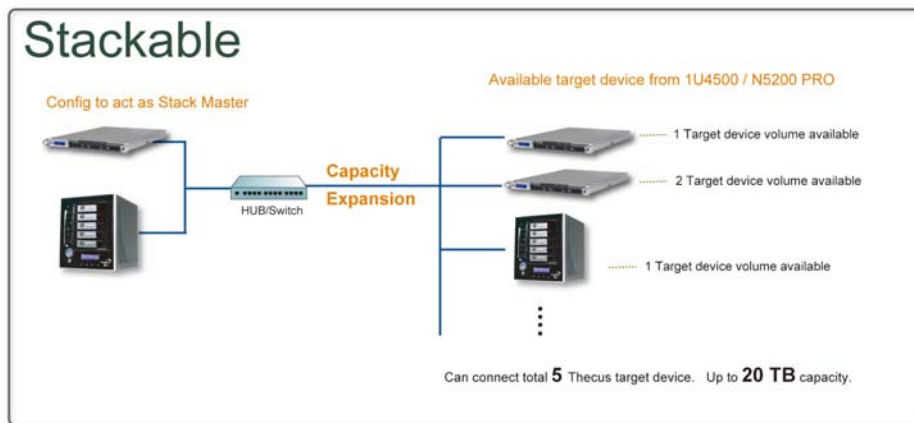 Stackable
Config to act as Stack Master
Available target device from 1U4500 / N5200 PRO
HUB/Switch
Capacity
Expansion
1 Target device volume available
2 Target device volume available
1 Target device volume available
Can connect total 5 Thecus target device. Up to 20 TB capacity.